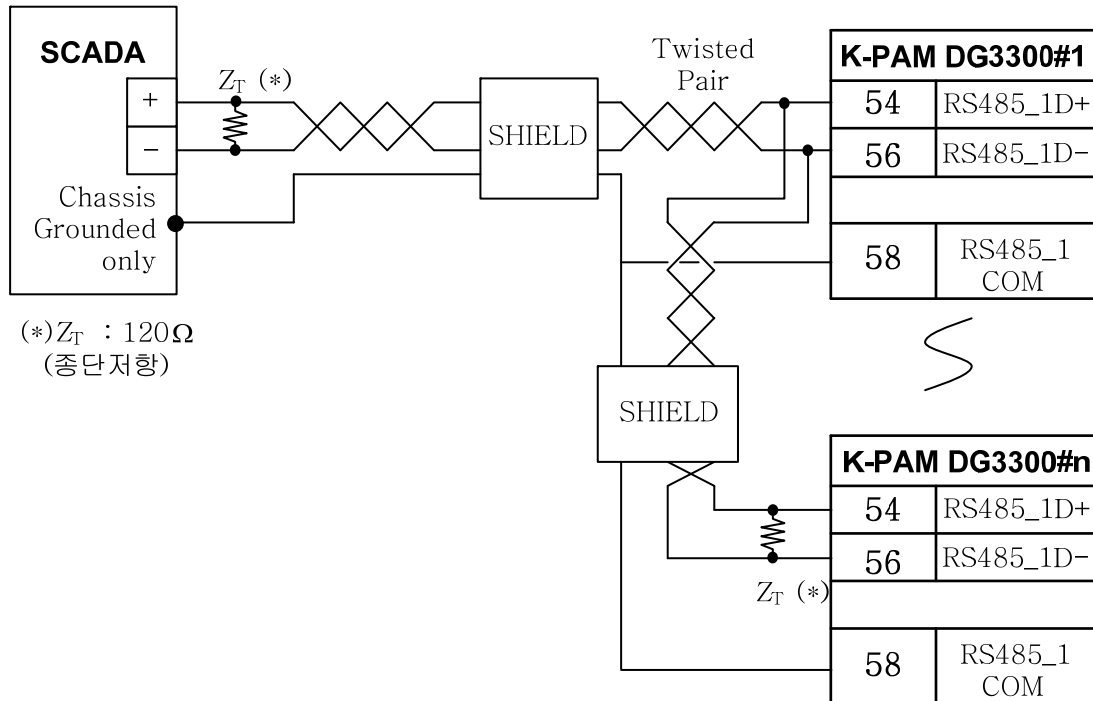 SCADA
+
−
Chassis
Grounded
only
(*)Z_T : 120Ω
(종단저항)
Z_T (*)
SHIELD
Twisted
Pair
K-PAM DG3300#1
54 RS485_1D+
56 RS485_1D-
58 RS485_1
COM
SHIELD
Z_T (*)
K-PAM DG3300#n
54 RS485_1D+
56 RS485_1D-
58 RS485_1
COM